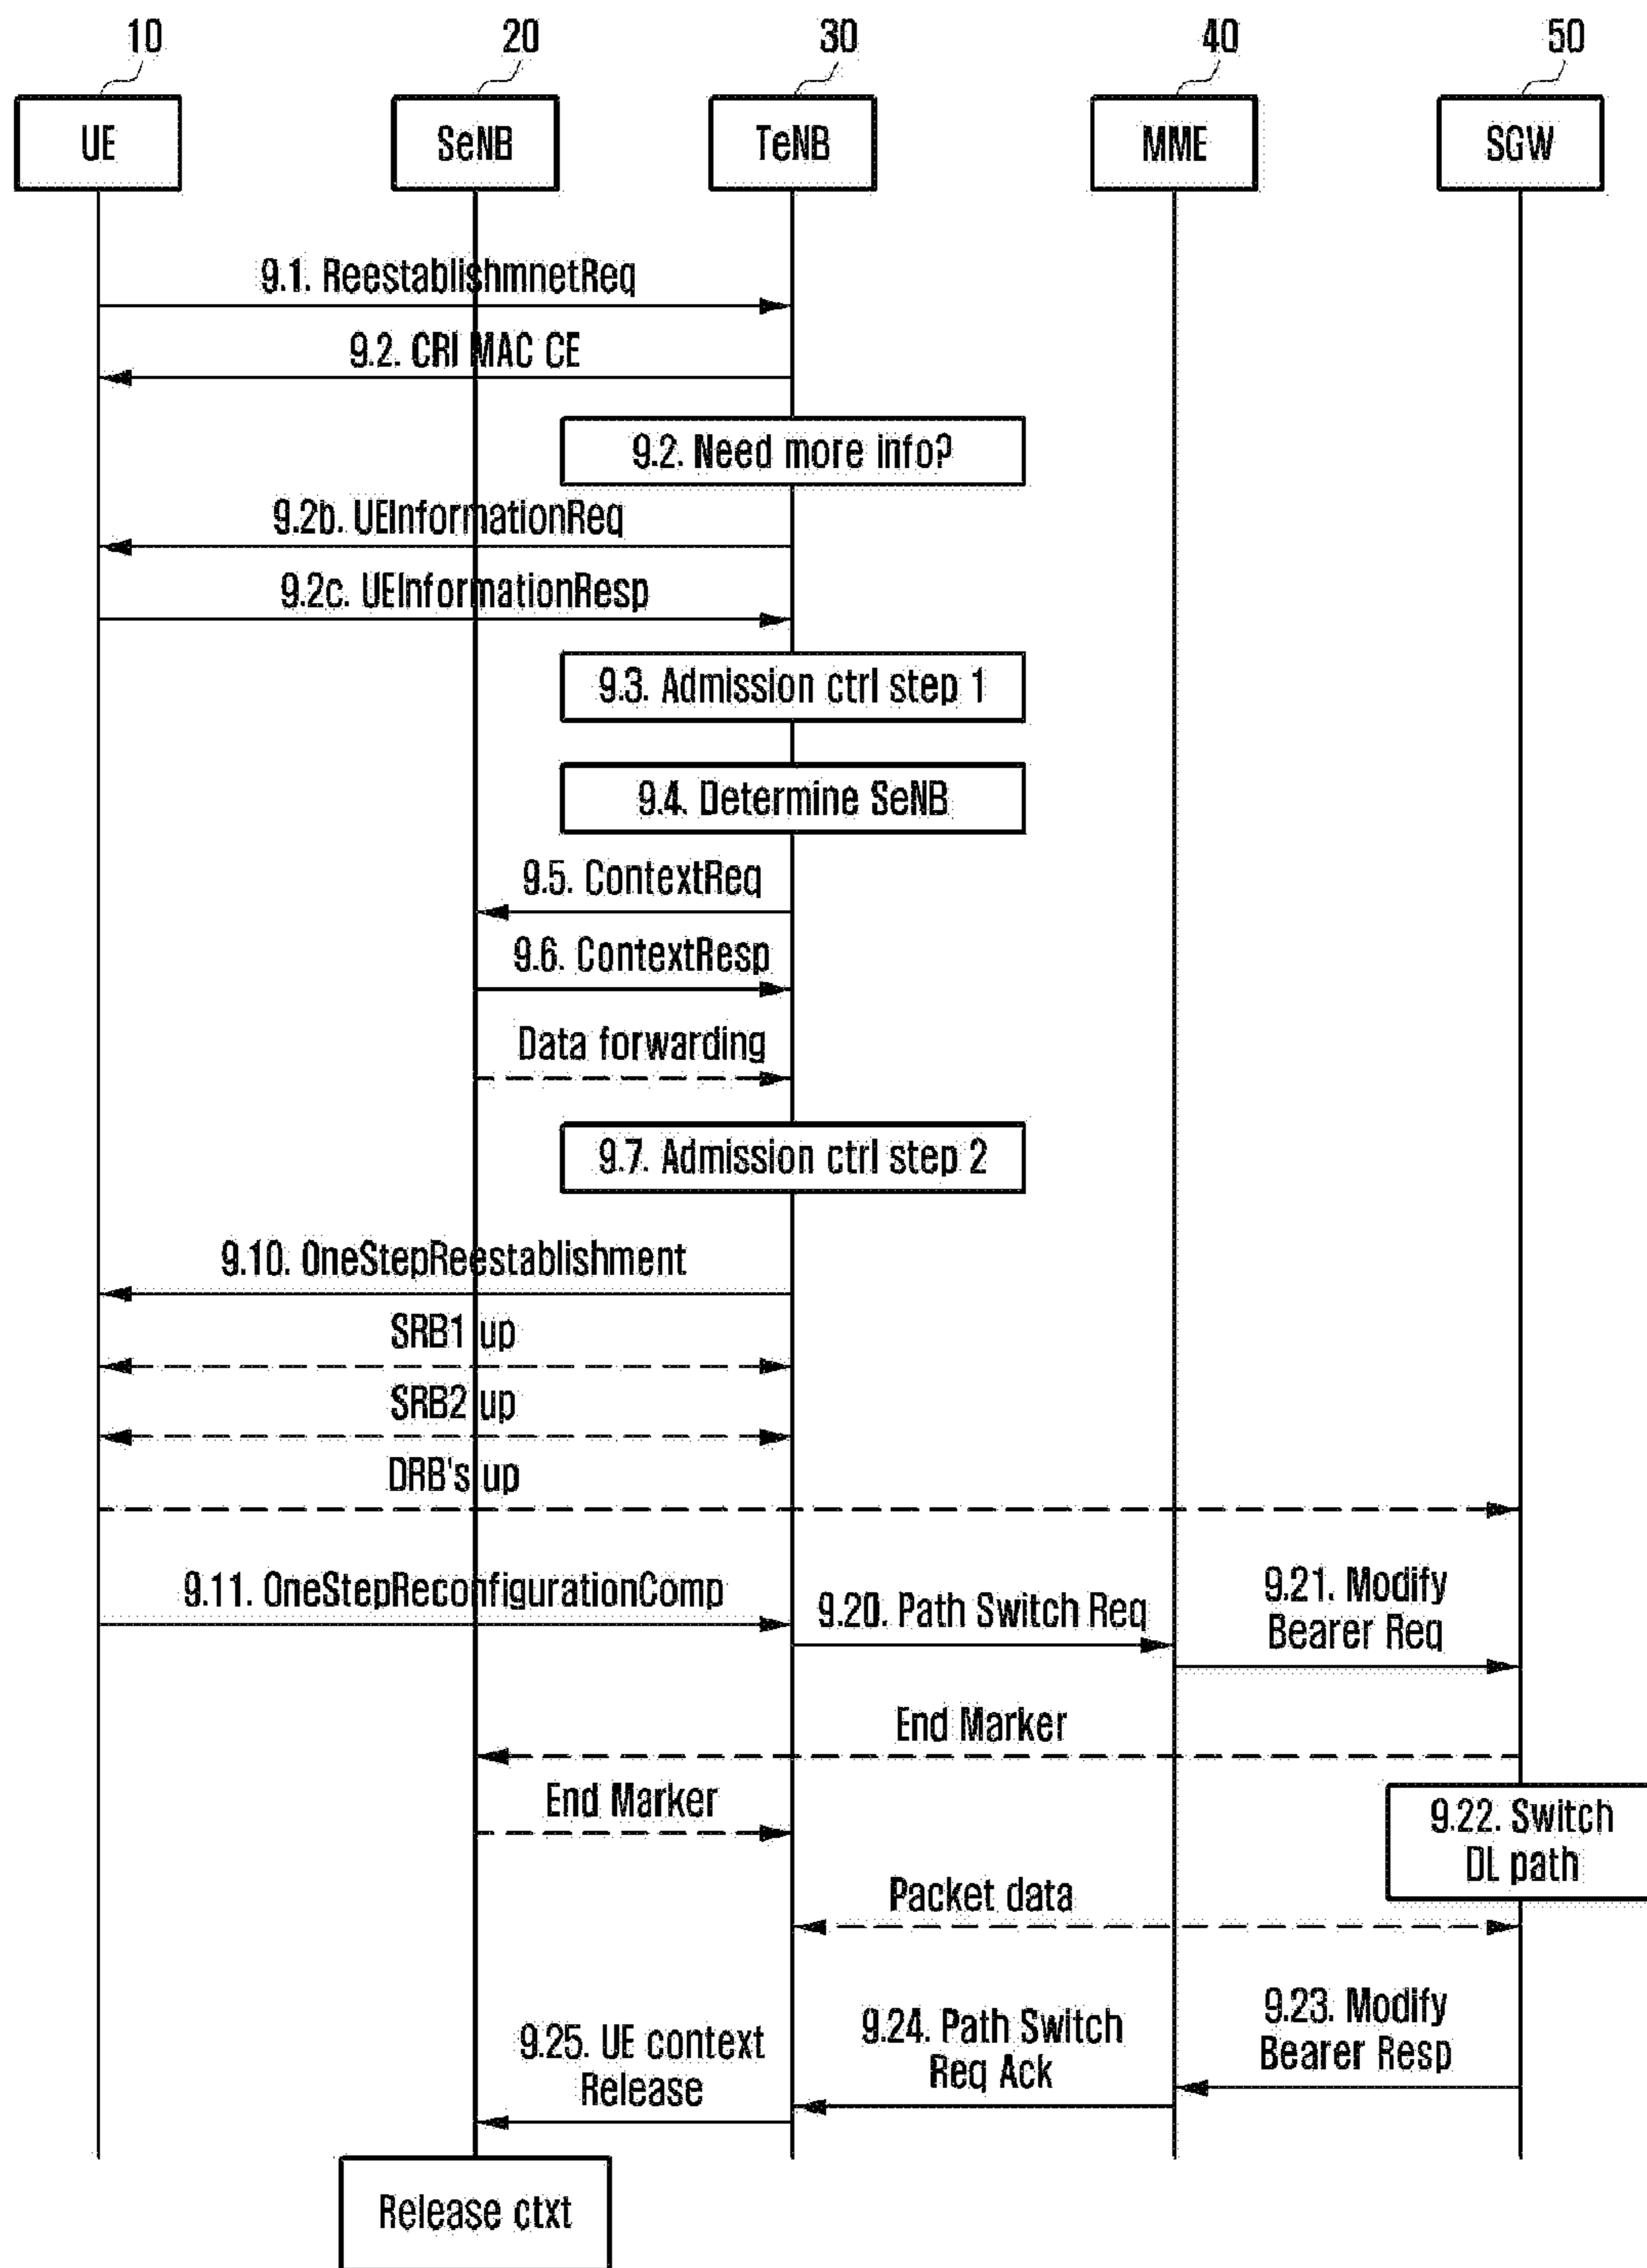 10
20
30
40
50
UE
SeNB
TeNB
MME
SGW
9.1. ReestablishmnetReq
9.2. CRI MAC CE
9.2. Need more info?
9.2b. UEInformationReq
9.2c. UEInformationResp
9.3. Admission ctrl step 1
9.4. Determine SeNB
9.5. ContextReq
9.6. ContextResp
Data forwarding
9.7. Admission ctrl step 2
9.10. OneStepReestablishment
SRB1 up
SRB2 up
DRB's up
9.11. OneStepReconfigurationComp
9.20. Path Switch Req
9.21. Modify
Bearer Req
End Marker
End Marker
9.22. Switch
DL path
Packet data
9.23. Modify
Bearer Resp
9.24. Path Switch
Req Ack
9.25. UE context
Release
Release ctxt